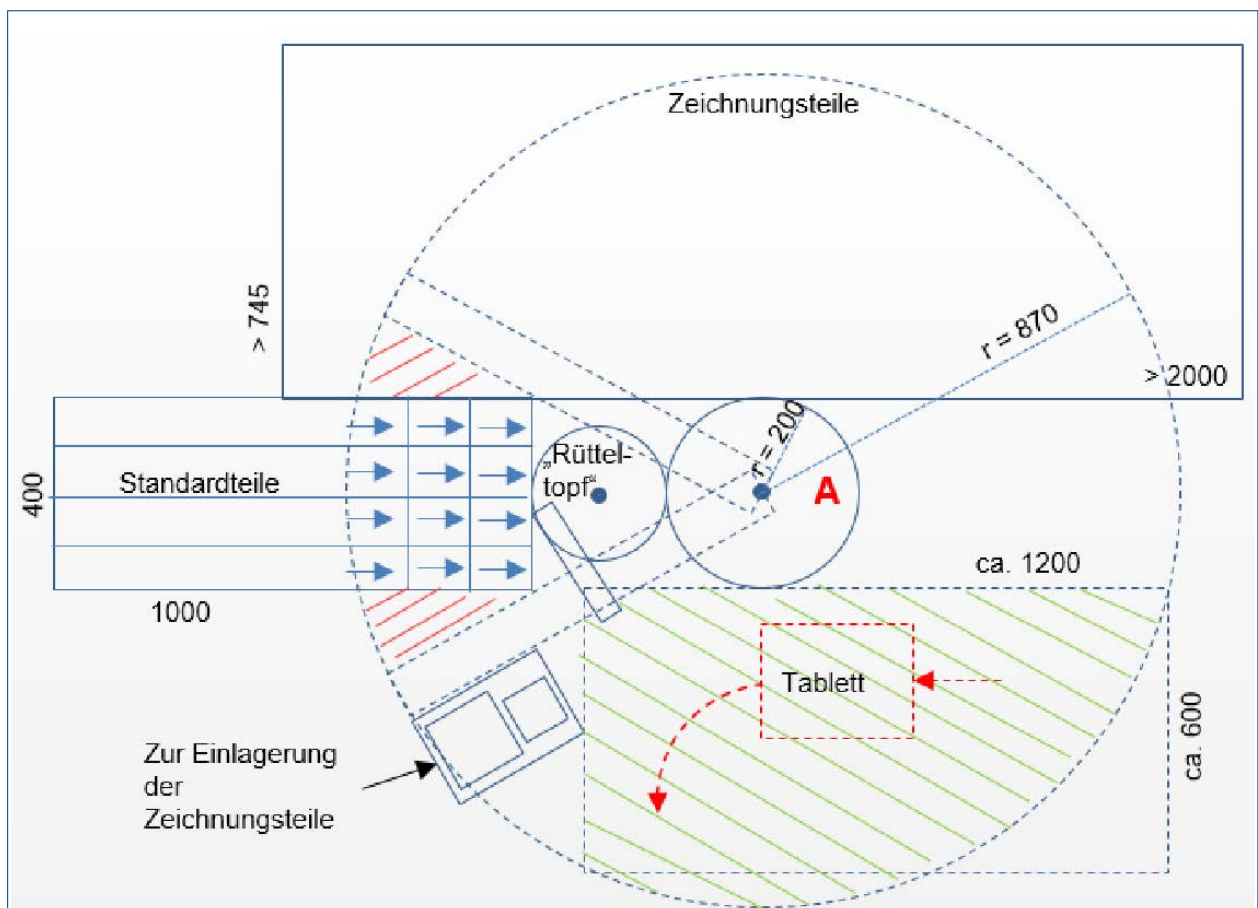 Zeichnungsteile
> 745
r = 870
> 2000
r = 200
„Rüttel-
topf“
A
Standardteile
400
1000
ca. 1200
Tablett
ca. 600
Zur Einlagerung
der
Zeichnungsteile